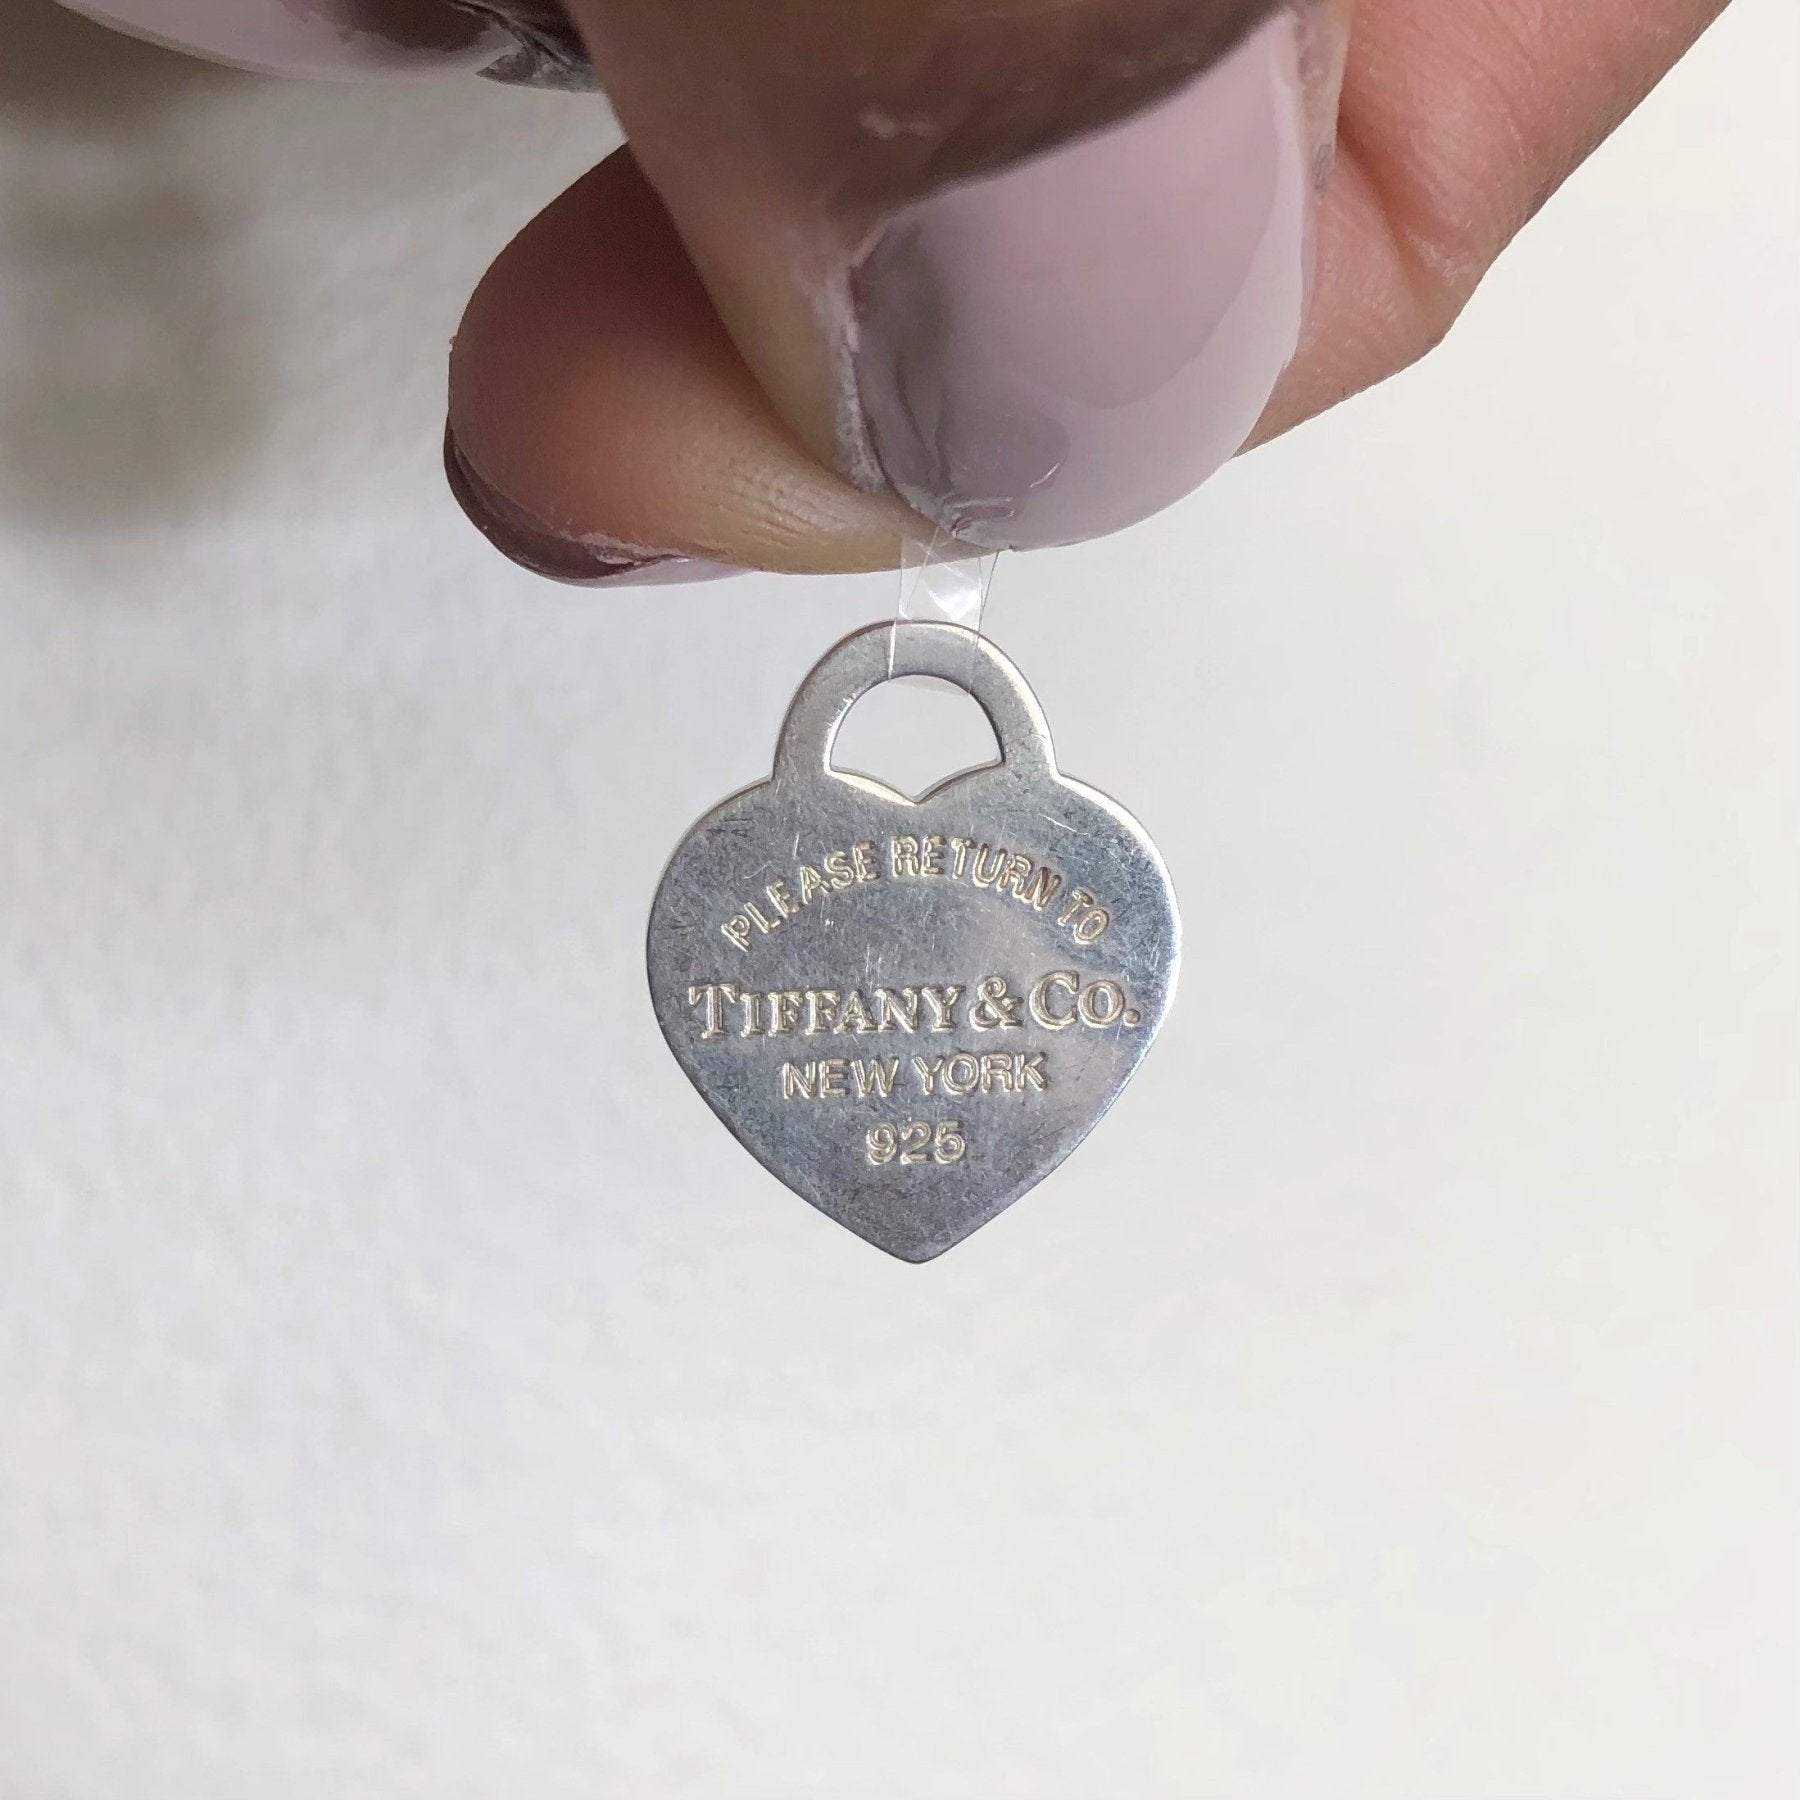 PLEASE RETURN TO
TIFFANY & CO.
NEW YORK
925